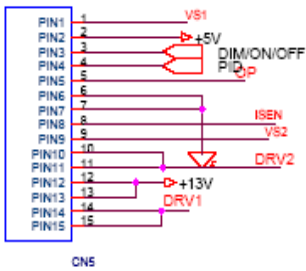 PIN1 1 VS1
PIN2 2 +5V
PIN3 3 DIM/ON/OFF
PIN4 4 PID
PIN5 5 OP
PIN6 6
PIN7 7
PIN8 8 ISEN
PIN9 9 VS2
PIN10 10
PIN11 11 DRV2
PIN12 12 +13V
PIN13 13
PIN14 14 DRV1
PIN15 15
CN5